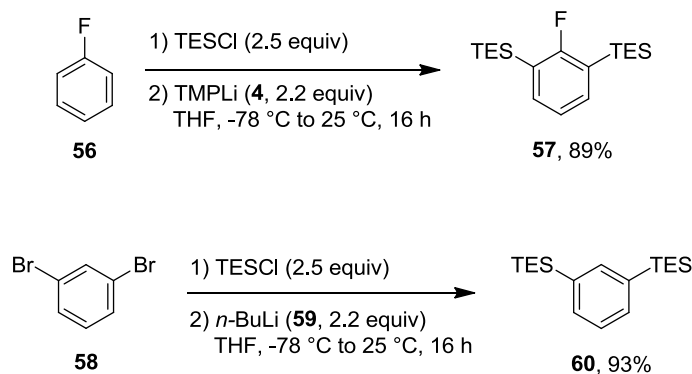 F
1) TESCl (2.5 equiv)
2) TMPLi (4, 2.2 equiv)
THF, -78 °C to 25 °C, 16 h
56
F
TES TES
57, 89%
Br Br
1) TESCl (2.5 equiv)
2) n-BuLi (59, 2.2 equiv)
THF, -78 °C to 25 °C, 16 h
58
TES TES
60, 93%